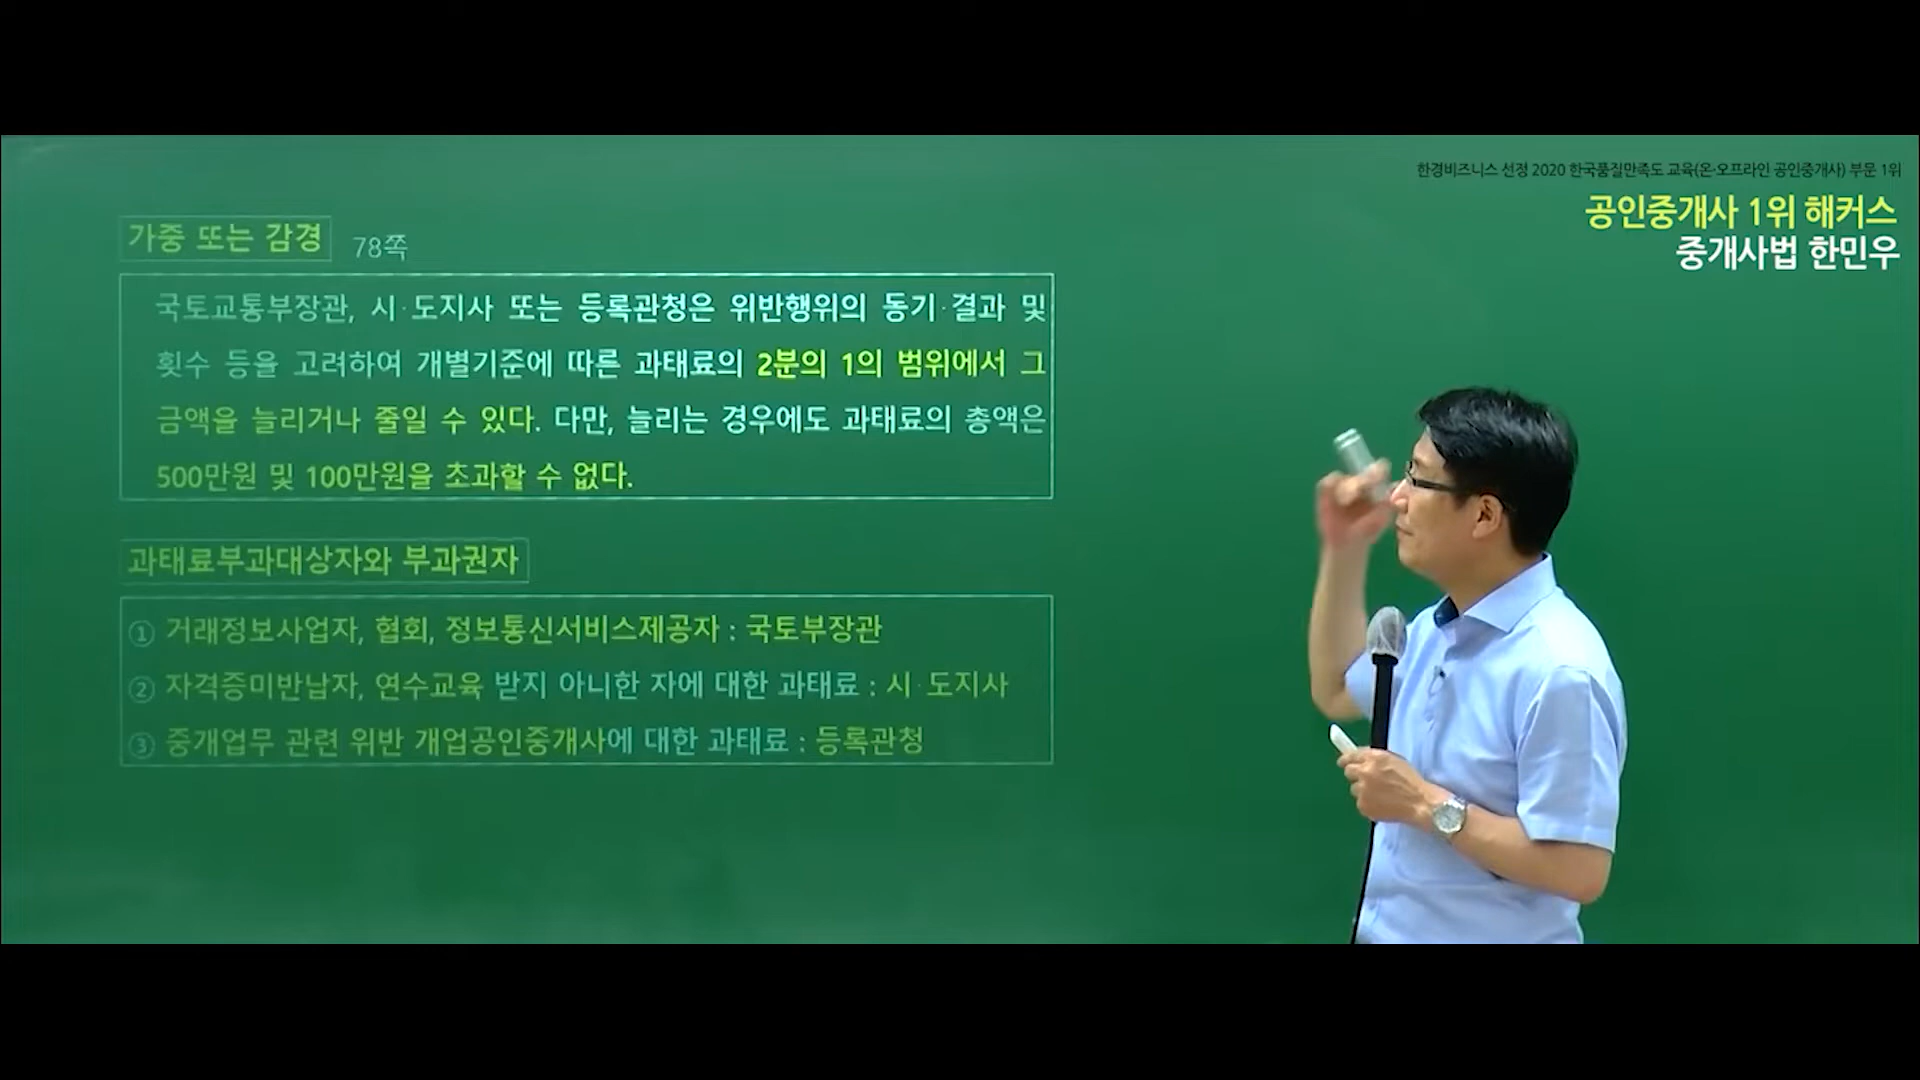 한경비즈니스 선정 2020 한국품질만족도 교육(온·오프라인 공인중개사) 부문 1위
공인중개사 1위 해커스
중개사법 한민우
가중 또는 감경 78쪽
국토교통부장관, 시·도지사 또는 등록관청은 위반행위의 동기·결과 및
횟수 등을 고려하여 개별기준에 따른 과태료의 2분의 1의 범위에서 그
금액을 늘리거나 줄일 수 있다. 다만, 늘리는 경우에도 과태료의 총액은
500만원 및 100만원을 초과할 수 없다.
과태료부과대상자와 부과권자
① 거래정보사업자, 협회, 정보통신서비스제공자 : 국토부장관
② 자격증미반납자, 연수교육 받지 아니한 자에 대한 과태료 : 시·도지사
③ 중개업무 관련 위반 개업공인중개사에 대한 과태료 : 등록관청